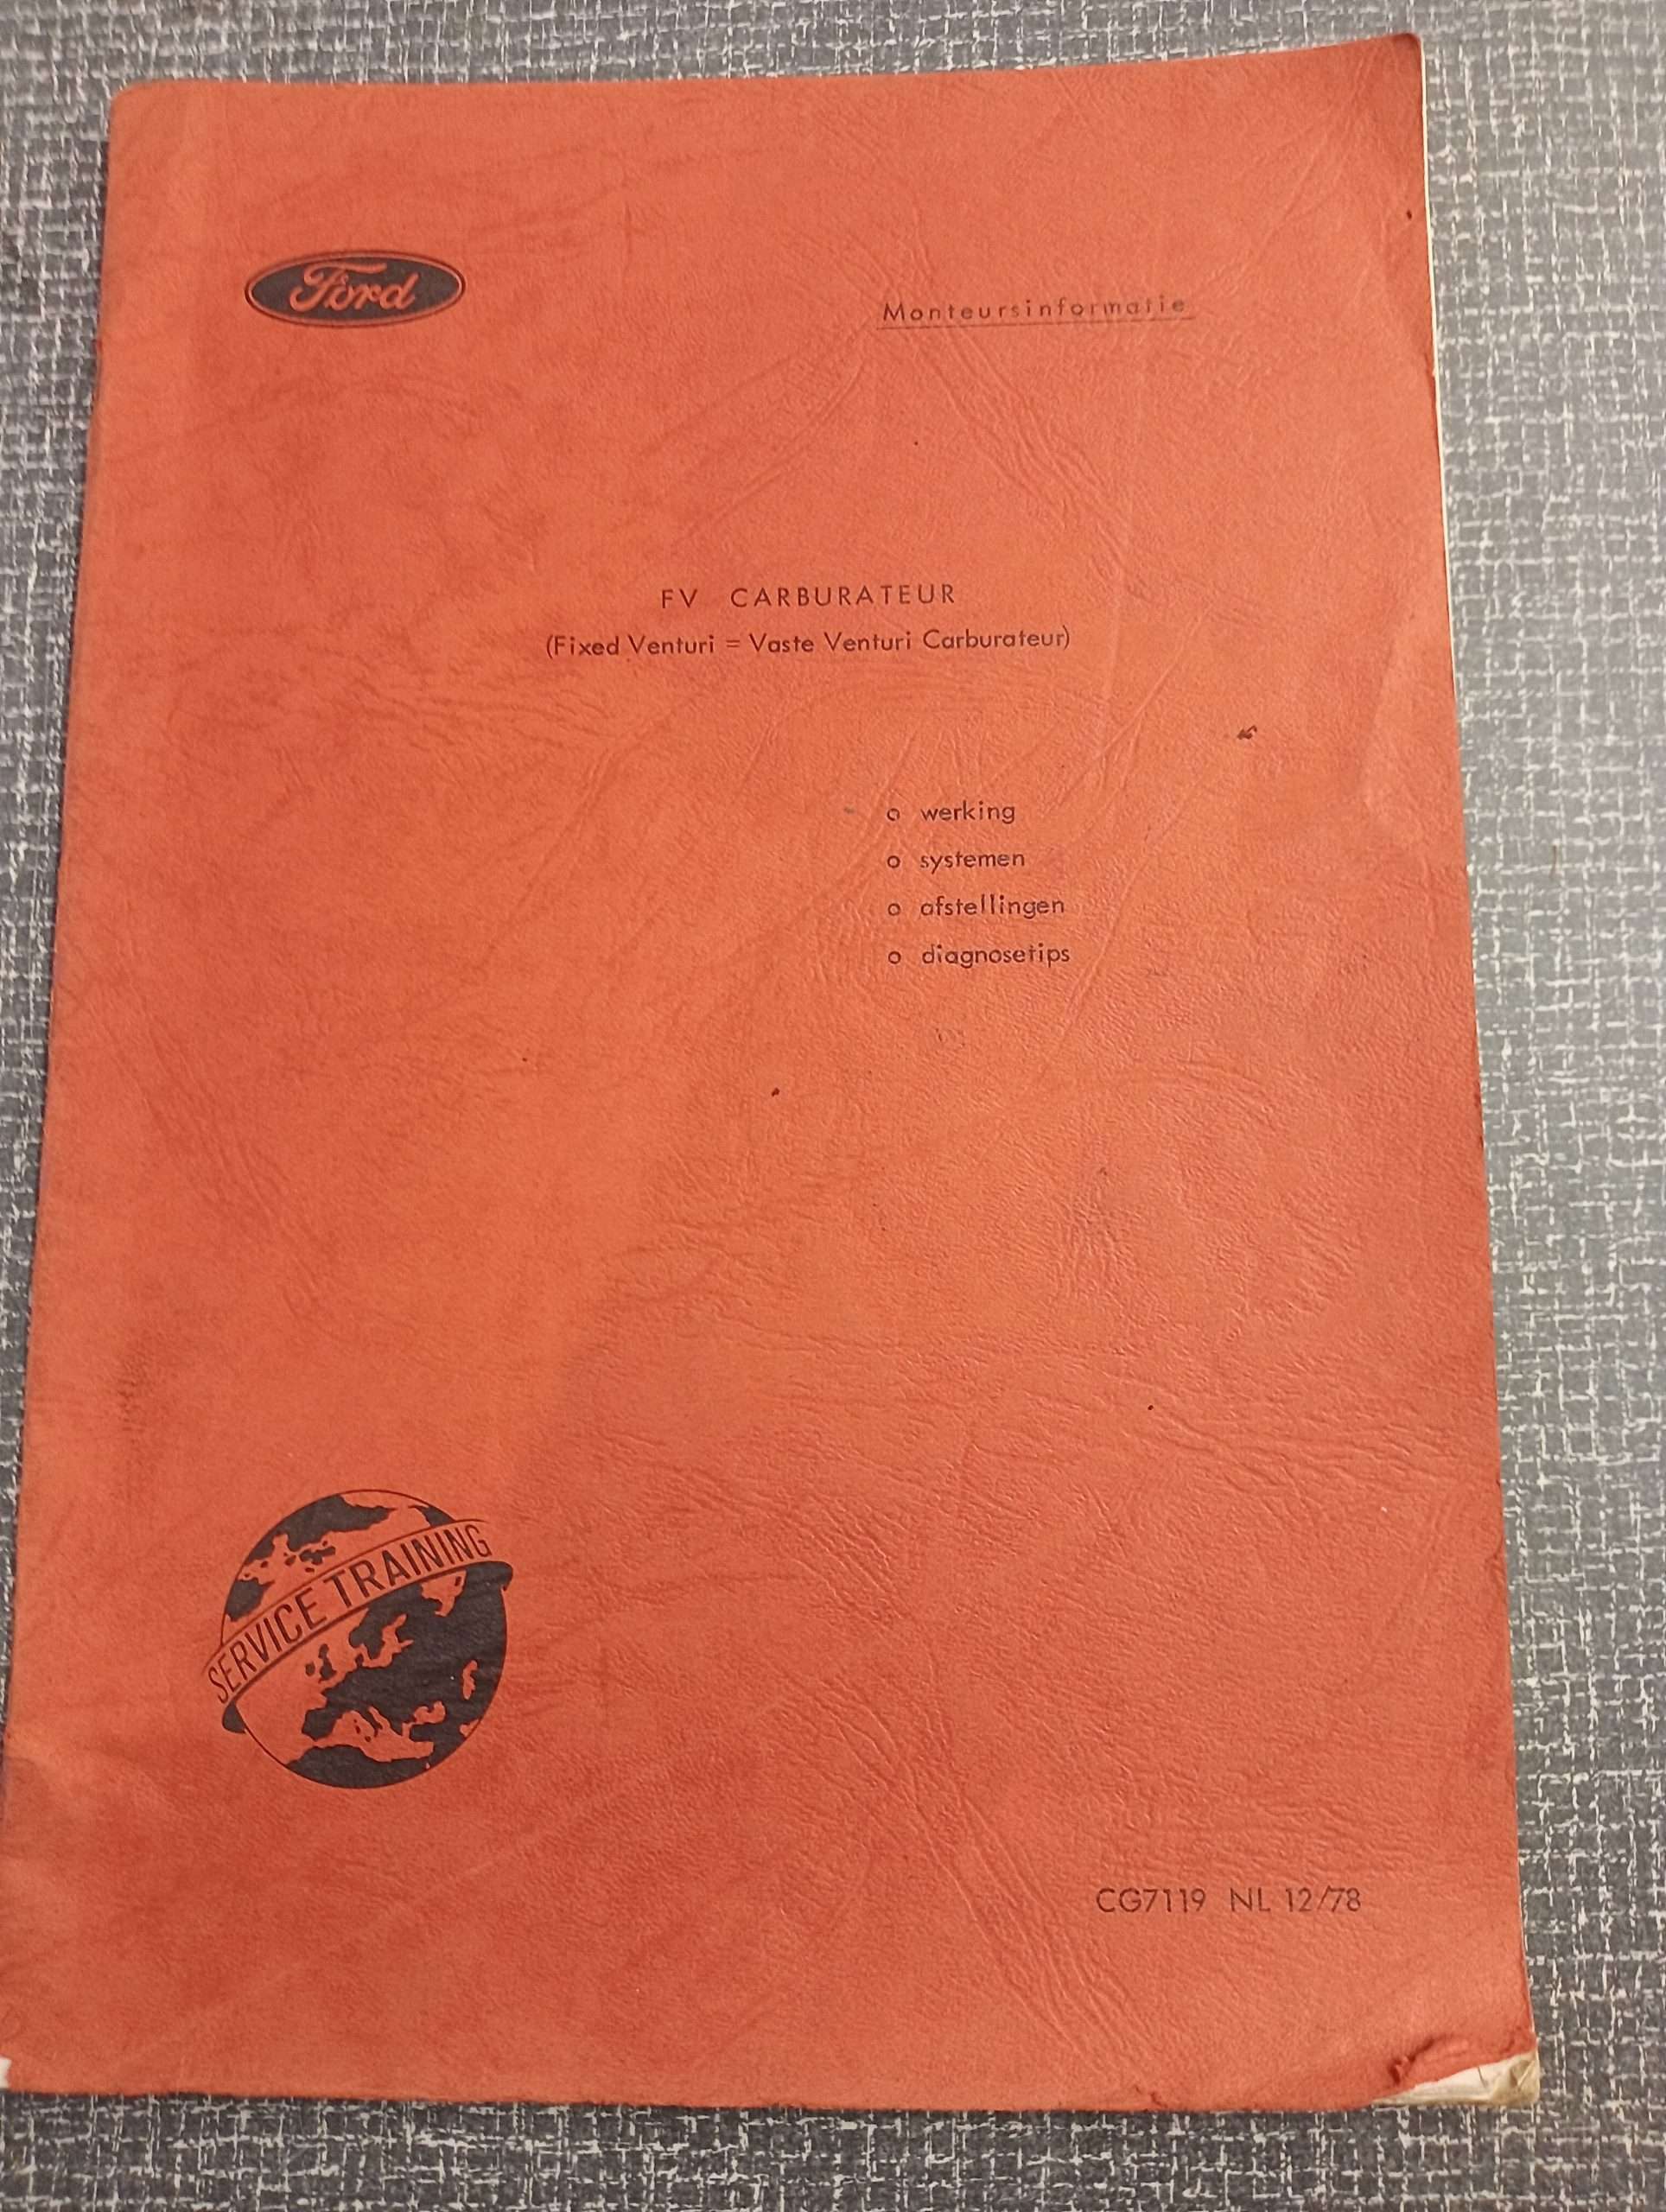 Ford
Monteursinformatie
FV CARBURATEUR
(Fixed Venturi = Vaste Venturi Carburateur)
o werking
o systemen
o afstellingen
o diagnosetips
SERVICE TRAINING
CG7119 NL 12/78